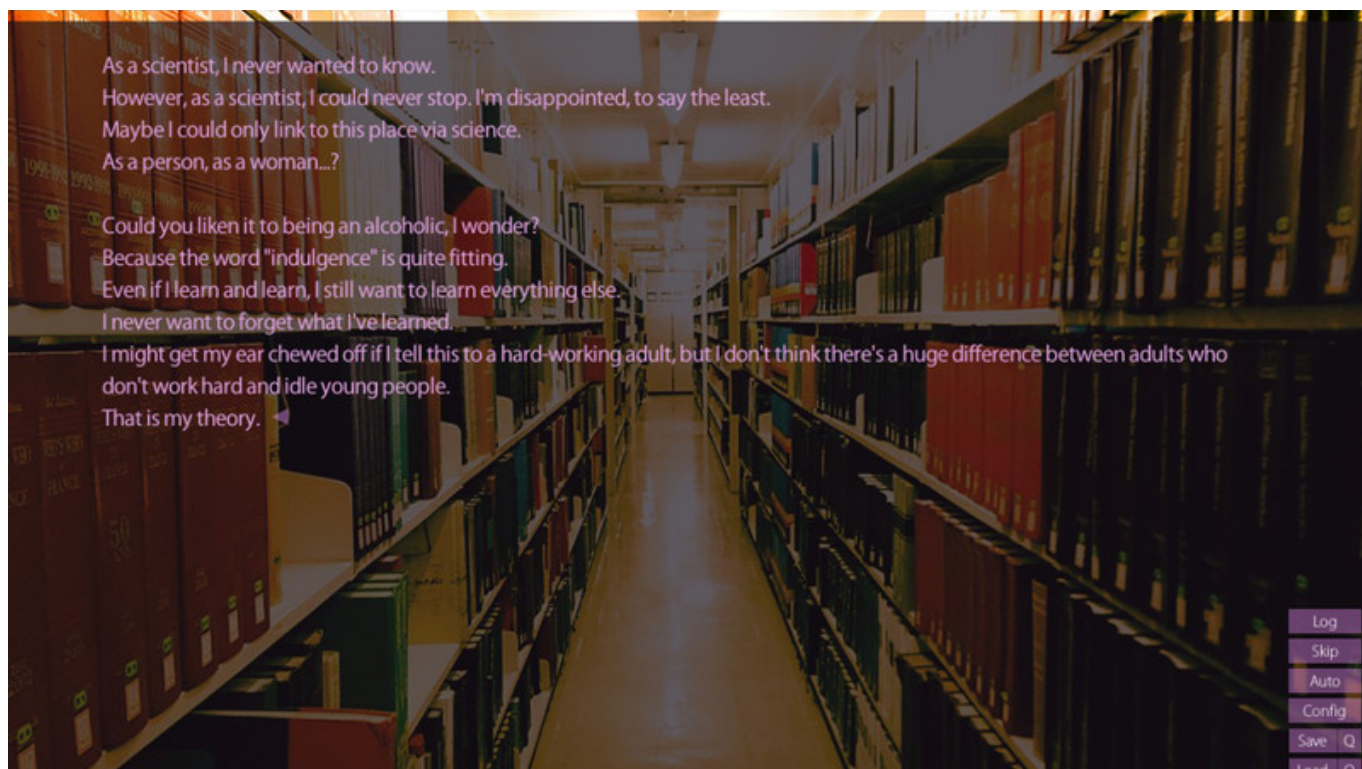 As a scientist, I never wanted to know.
However, as a scientist, I could never stop. I'm disappointed, to say the least.
Maybe I could only link to this place via science.
As a person, as a woman...?
Could you liken it to being an alcoholic, I wonder?
Because the word "indulgence" is quite fitting.
Even if I learn and learn, I still want to learn everything else.
I never want to forget what I've learned.
I might get my ear chewed off if I tell this to a hard-working adult, but I don't think there's a huge difference between adults who
don't work hard and idle young people.
That is my theory.
WHO'S WHO
FRANCE
50
Log
Skip
Auto
Config
Save Q
Load Q